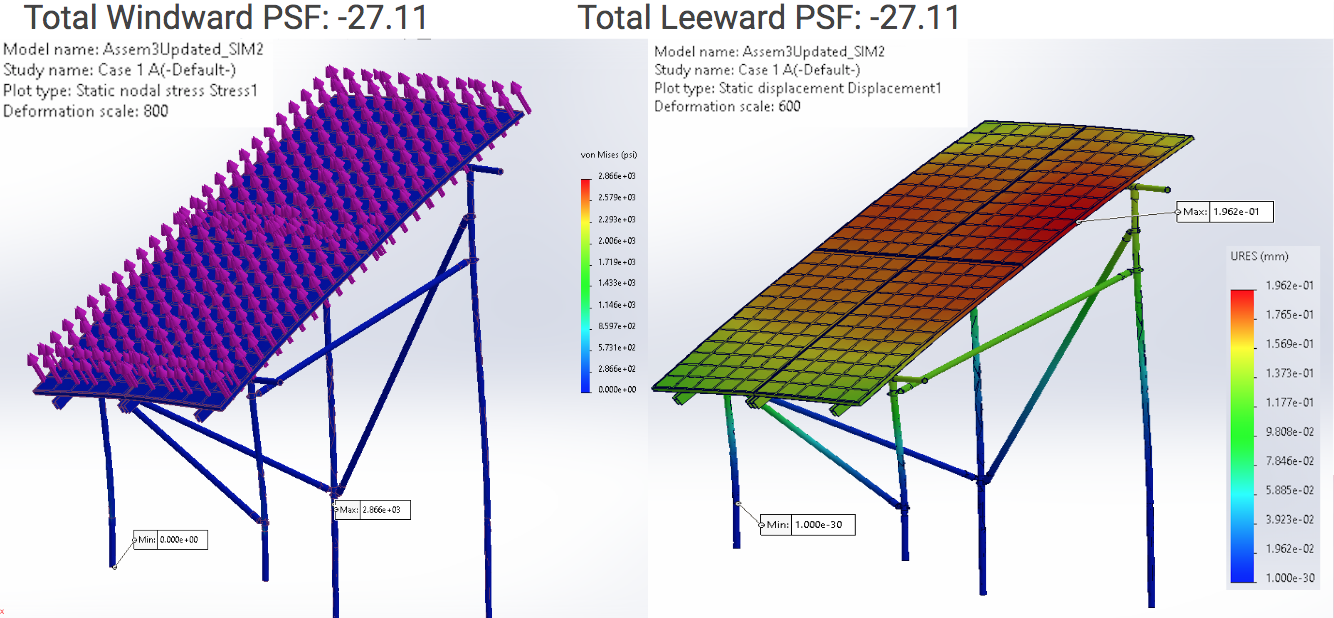 Total Windward PSF: -27.11
Total Leeward PSF: -27.11
Model name: Assem3Updated_SIM2
Study name: Case 1 A(-Default-)
Plot type: Static nodal stress Stress1
Deformation scale: 800
von Mises (psi)
2.866e+03
2.579e+03
2.293e+03
2.006e+03
1.719e+03
1.433e+03
1.146e+03
8.597e+02
5.731e+02
2.866e+02
0.000e+00
Max: 2.866e+03
Min: 0.000e+00
x
Model name: Assem3Updated_SIM2
Study name: Case 1 A(-Default-)
Plot type: Static displacement Displacement1
Deformation scale: 600
Max: 1.962e-01
URES (mm)
1.962e-01
1.765e-01
1.569e-01
1.373e-01
1.177e-01
9.808e-02
7.846e-02
5.885e-02
3.923e-02
1.962e-02
1.000e-30
Min: 1.000e-30